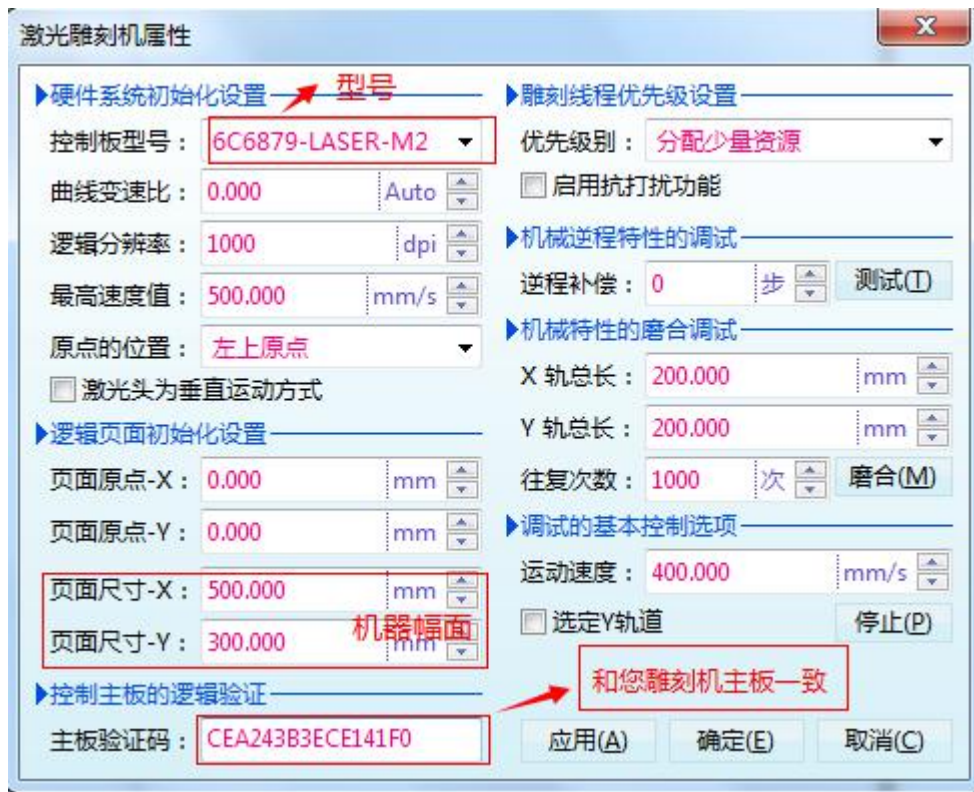 激光雕刻机属性
硬件系统初始化设置
型号
控制板型号： 6C6879-LASER-M2
曲线变速比： 0.000 Auto
逻辑分辨率： 1000 dpi
最高速度值： 500.000 mm/s
原点的位置： 左上原点
激光头为垂直运动方式
逻辑页面初始化设置
页面原点-X： 0.000 mm
页面原点-Y： 0.000 mm
页面尺寸-X： 500.000 mm
机器幅面
页面尺寸-Y： 300.000 mm
控制主板的逻辑验证
主板验证码： CEA243B3ECE141F0
雕刻线程优先级设置
优先级别： 分配少量资源
启用抗打扰功能
机械逆程特性的调试
逆程补偿： 0 步 测试(T)
机械特性的磨合调试
X 轨总长： 200.000 mm
Y 轨总长： 200.000 mm
往复次数： 1000 次 磨合(M)
调试的基本控制选项
运动速度： 400.000 mm/s
选定Y轨道 停止(P)
和您雕刻机主板一致
应用(A) 确定(E) 取消(C)